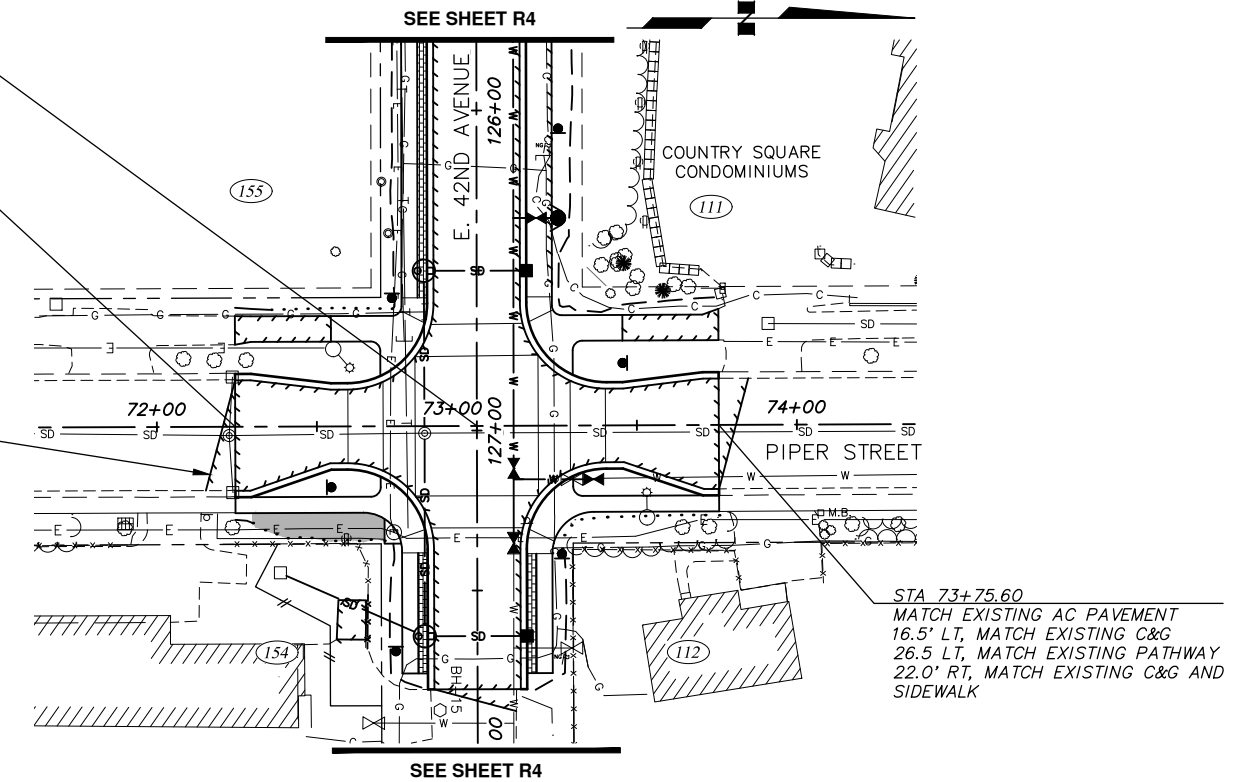 SEE SHEET R4
N
E. 42ND AVENUE
126+00
COUNTRY SQUARE
CONDOMINIUMS
155
111
G
SD
C
E
W
72+00
73+00
127+00
74+00
PIPER STREET
M.B.
154
112
STA 73+75.60
MATCH EXISTING AC PAVEMENT
16.5' LT, MATCH EXISTING C&G
26.5 LT, MATCH EXISTING PATHWAY
22.0' RT, MATCH EXISTING C&G AND
SIDEWALK
00
SEE SHEET R4